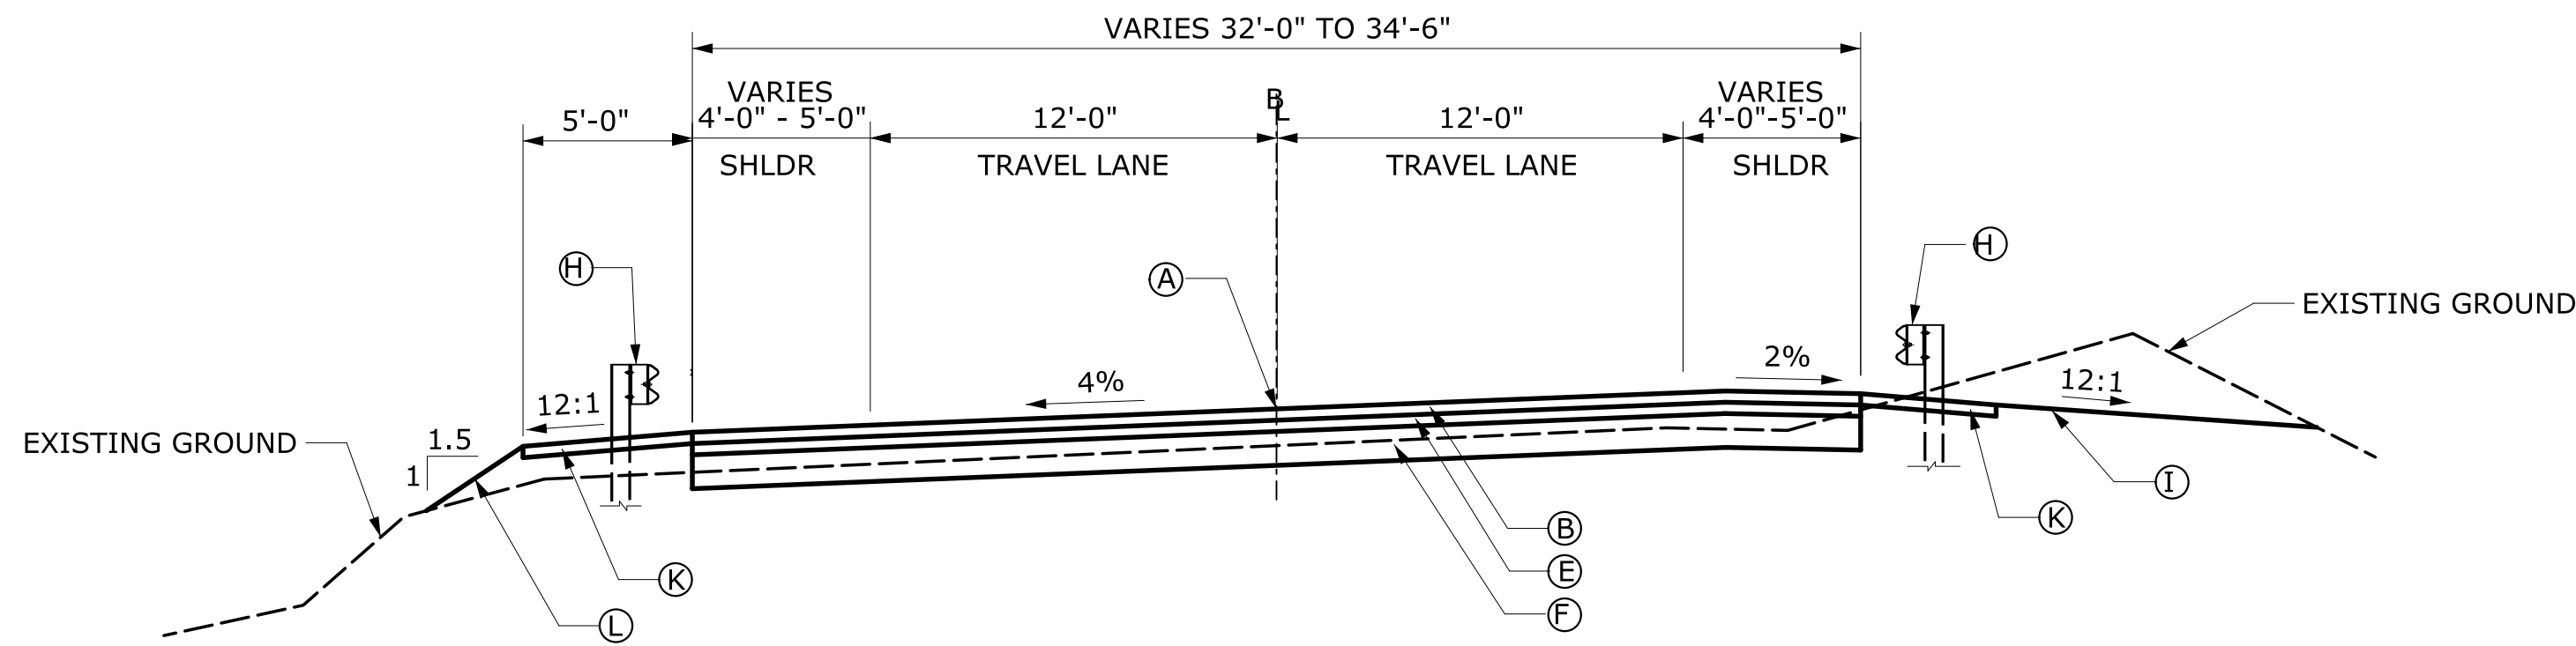 VARIES 32'-0" TO 34'-6"
VARIES
VARIES
5'-0"
4'-0" - 5'-0"
12'-0"
BL
12'-0"
4'-0"-5'-0"
SHLDR
TRAVEL LANE
TRAVEL LANE
SHLDR
H
A
H
EXISTING GROUND
2%
4%
12:1
12:1
EXISTING GROUND
1.5
1
I
K
B
E
K
F
L